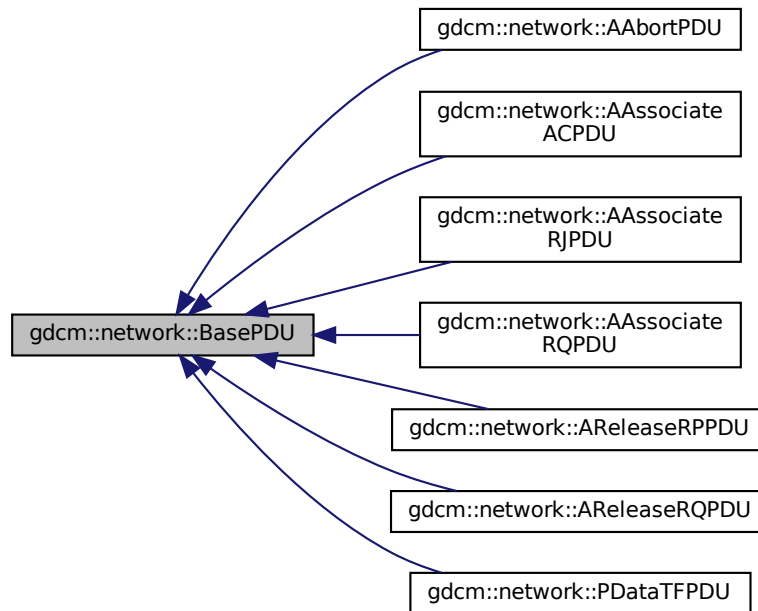 gdcm::network::AAbortPDU
gdcm::network::AAssociate
ACPDU
gdcm::network::AAssociate
RJPDU
gdcm::network::BasePDU
gdcm::network::AAssociate
RQPDU
gdcm::network::AReleaseRPPDU
gdcm::network::AReleaseRQPDU
gdcm::network::PDataTFPDU